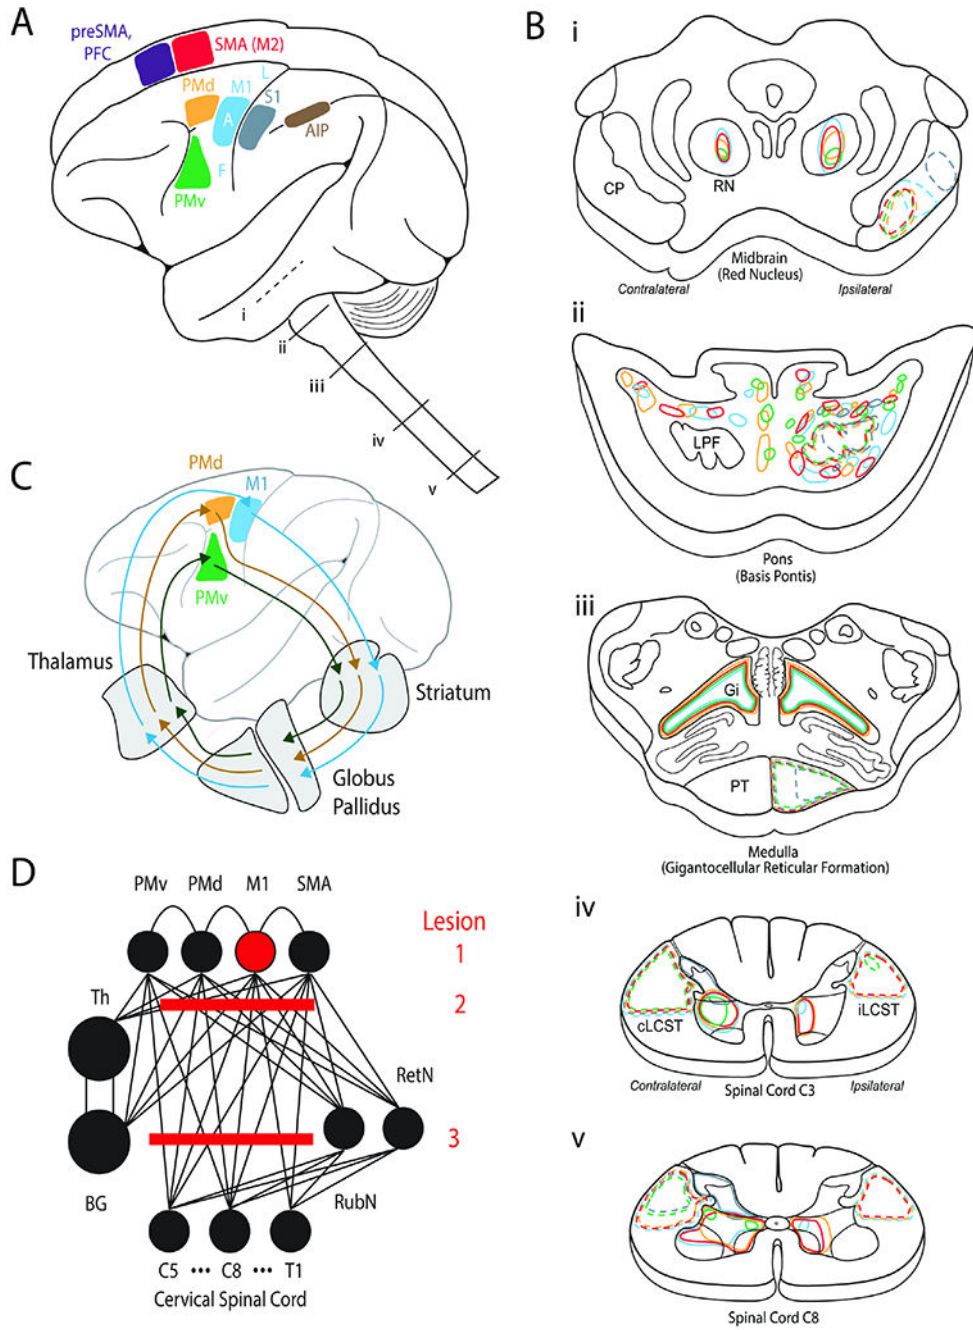 A
preSMA,
PFC
SMA (M2)
PMd
M1
L
S1
A
AIP
F
PMv
i
ii
iii
iv
v
B
i
CP
RN
Midbrain
(Red Nucleus)
Contralateral
Ipsilateral
ii
LPF
Pons
(Basis Pontis)
iii
Gi
PT
Medulla
(Gigantocellular Reticular Formation)
iv
cLCST
iLCST
Contralateral
Spinal Cord C3
Ipsilateral
v
Spinal Cord C8
C
PMd
M1
PMv
Thalamus
Striatum
Globus
Pallidus
D
PMv PMd M1 SMA
Lesion
1
Th
2
RetN
3
BG
RubN
C5 ••• C8 ••• T1
Cervical Spinal Cord